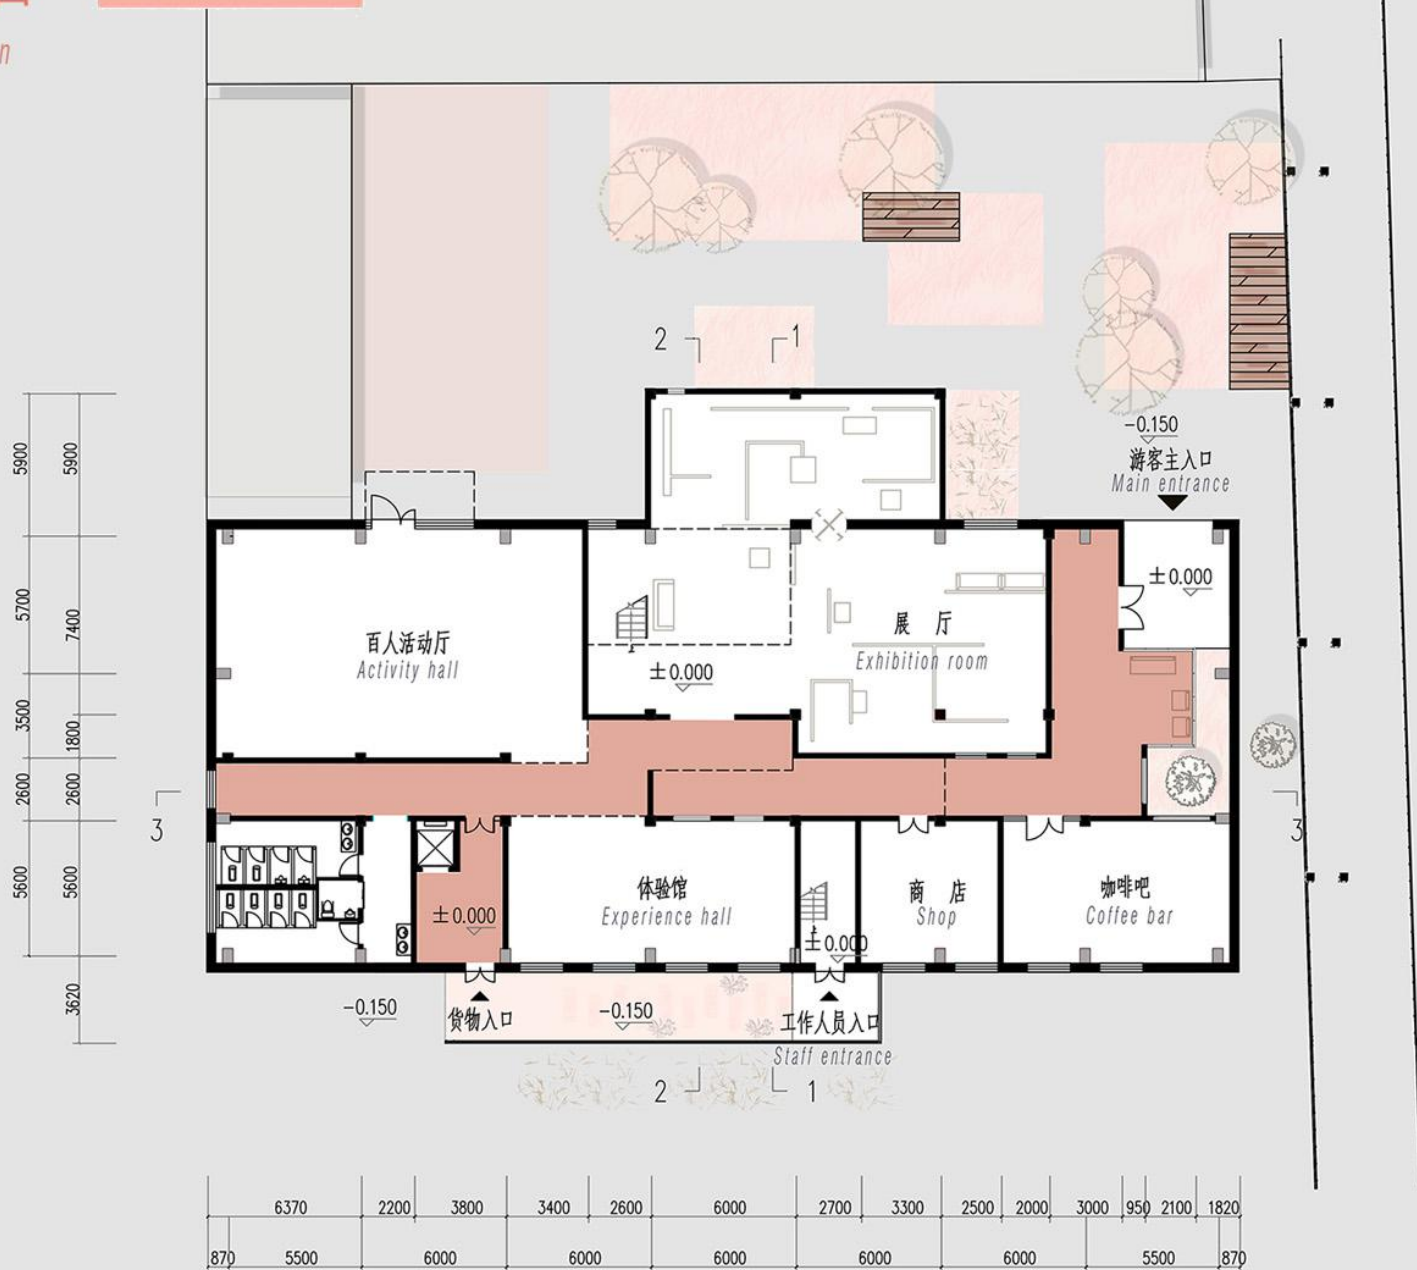 n
2
1
-0.150
游客主入口
Main entrance
±0.000
百人活动厅
Activity hall
展 厅
Exhibition room
±0.000
3
3
±0.000
体验馆
Experience hall
±0.000
商 店
Shop
咖啡吧
Coffee bar
-0.150
货物入口
-0.150
工作人员入口
Staff entrance
2
1
5900
5700
3500
2600
5600
5900
7400
1800
2600
5600
3620
6370 2200 3800 3400 2600 6000 2700 3300 2500 2000 3000 950 2100 1820
870 5500 6000 6000 6000 6000 6000 5500 870